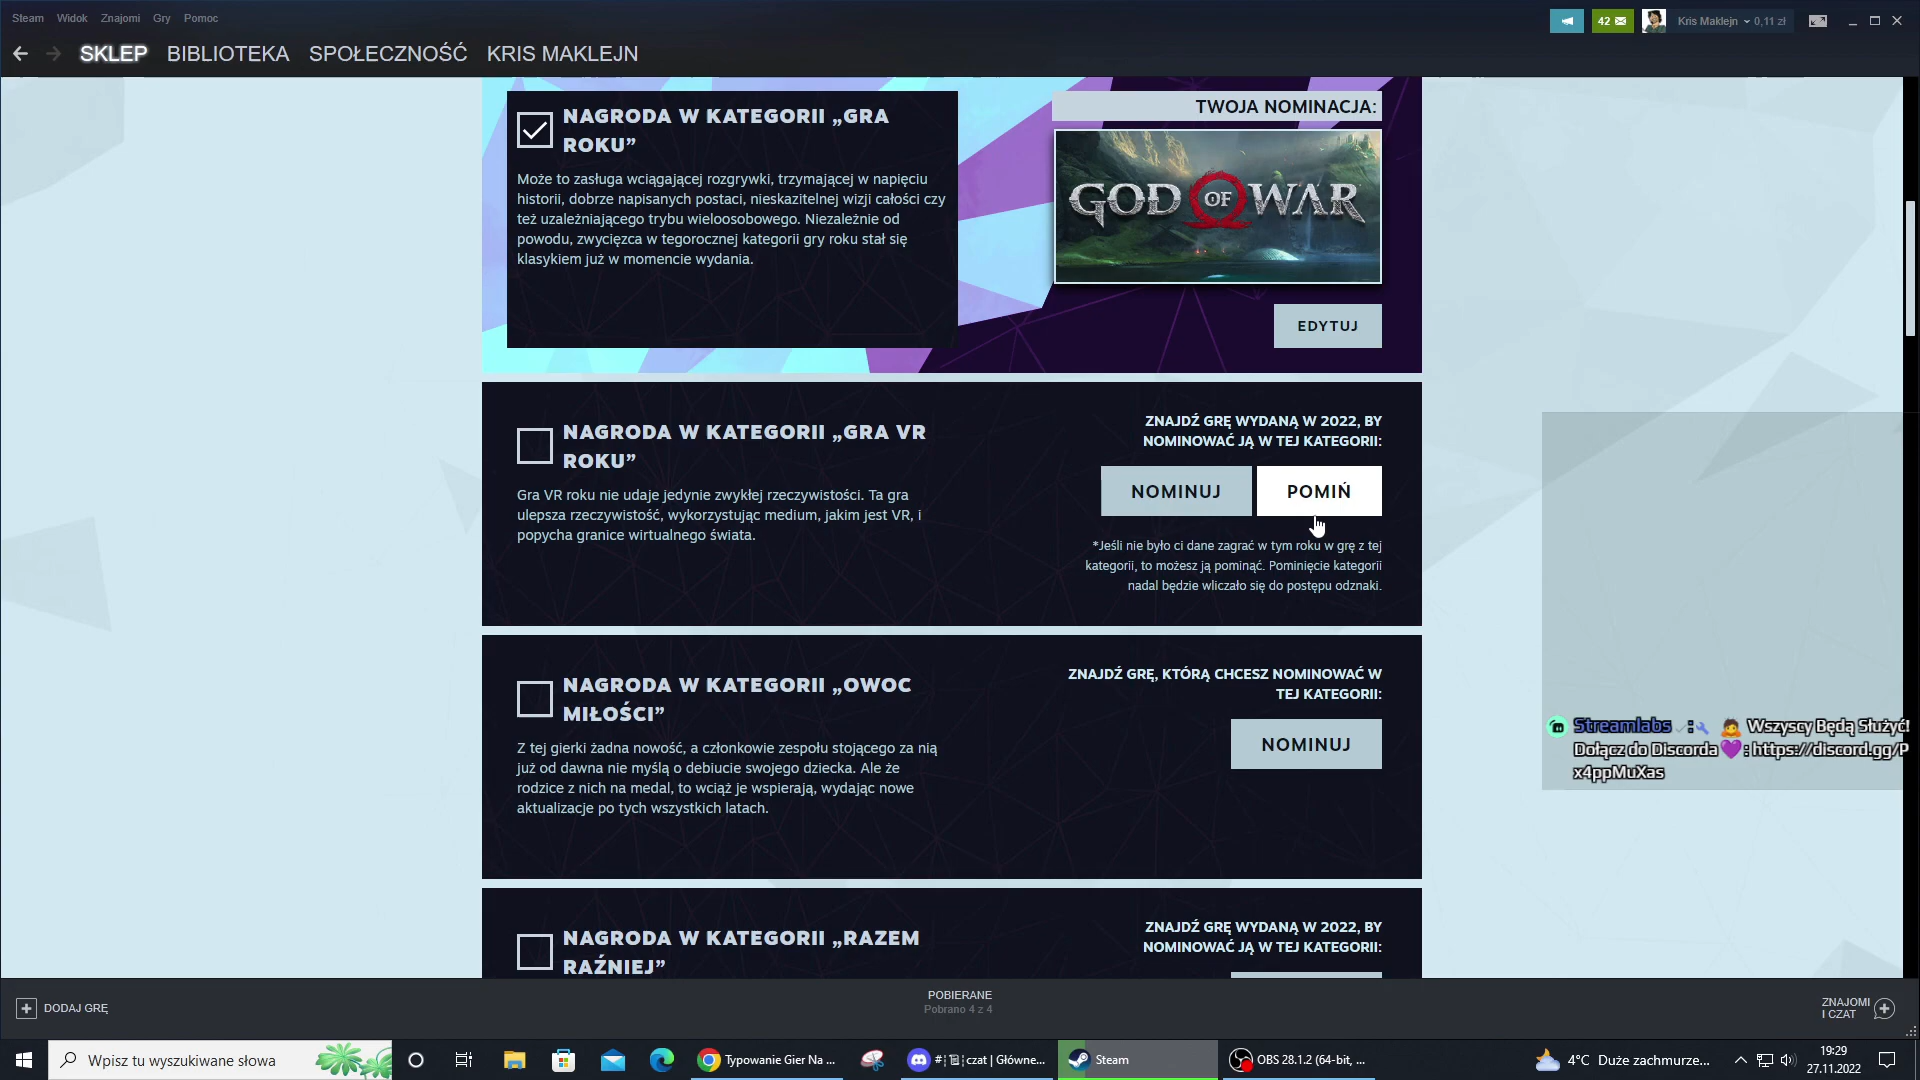 Steam Widok Znajomi Gry Pomoc
42
Kris Maklejn 0,11 zł
SKLEP BIBLIOTEKA SPOŁECZNOŚĆ KRIS MAKLEJN
NAGRODA W KATEGORII „GRA
ROKU”
Może to zasługa wciągającej rozgrywki, trzymającej w napięciu
historii, dobrze napisanych postaci, nieskazitelnej wizji całości czy
też uzależniającego trybu wieloosobowego. Niezależnie od
powodu, zwycięzca w tegorocznej kategorii gry roku stał się
klasykiem już w momencie wydania.
TWOJA NOMINACJA:
GOD OF WAR
EDYTUJ
NAGRODA W KATEGORII „GRA VR
ROKU”
Gra VR roku nie udaje jedynie zwykłej rzeczywistości. Ta gra
ulepsza rzeczywistość, wykorzystując medium, jakim jest VR, i
popycha granice wirtualnego świata.
ZNAJDŹ GRĘ WYDANĄ W 2022, BY
NOMINOWAĆ JĄ W TEJ KATEGORII:
NOMINUJ POMIŃ
*Jeśli nie było ci dane zagrać w tym roku w grę z tej
kategorii, to możesz ją pominąć. Pominięcie kategorii
nadal będzie wliczało się do postępu odznaki.
NAGRODA W KATEGORII „OWOC
MIŁOŚCI”
Z tej gierki żadna nowość, a członkowie zespołu stojącego za nią
już od dawna nie myślą o debiucie swojego dziecka. Ale że
rodzice z nich na medal, to wciąż je wspierają, wydając nowe
aktualizacje po tych wszystkich latach.
ZNAJDŹ GRĘ, KTÓRĄ CHCESZ NOMINOWAĆ W
TEJ KATEGORII:
NOMINUJ
Streamlabs : Wszyscy Będą Służyć!
Dołącz do Discorda 💜: https://discord.gg/P
x4ppMuXas
NAGRODA W KATEGORII „RAZEM
RAŹNIEJ”
ZNAJDŹ GRĘ WYDANĄ W 2022, BY
NOMINOWAĆ JĄ W TEJ KATEGORII:
DODAJ GRĘ
POBIERANE
Pobrano 4 z 4
ZNAJOMI
I CZAT
Wpisz tu wyszukiwane słowa
Typowanie Gier Na ...
czat | Główne...
Steam
OBS 28.1.2 (64-bit, ...
4°C Duże zachmurze...
19:29
27.11.2022